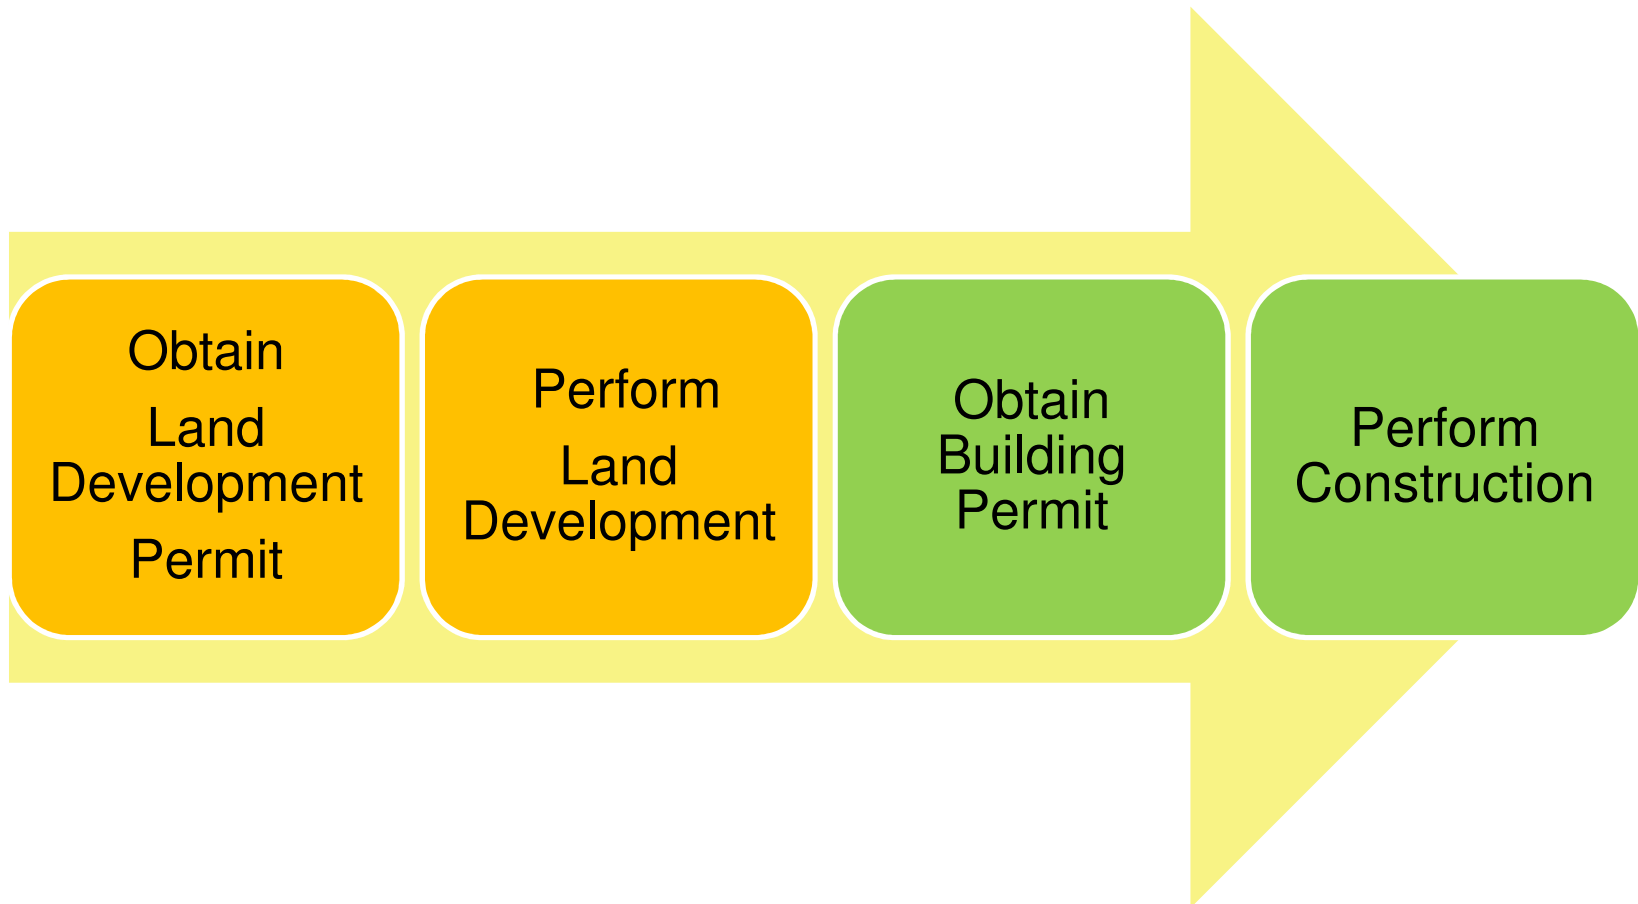 Obtain
Land
Development
Permit
Perform
Land
Development
Obtain
Building
Permit
Perform
Construction